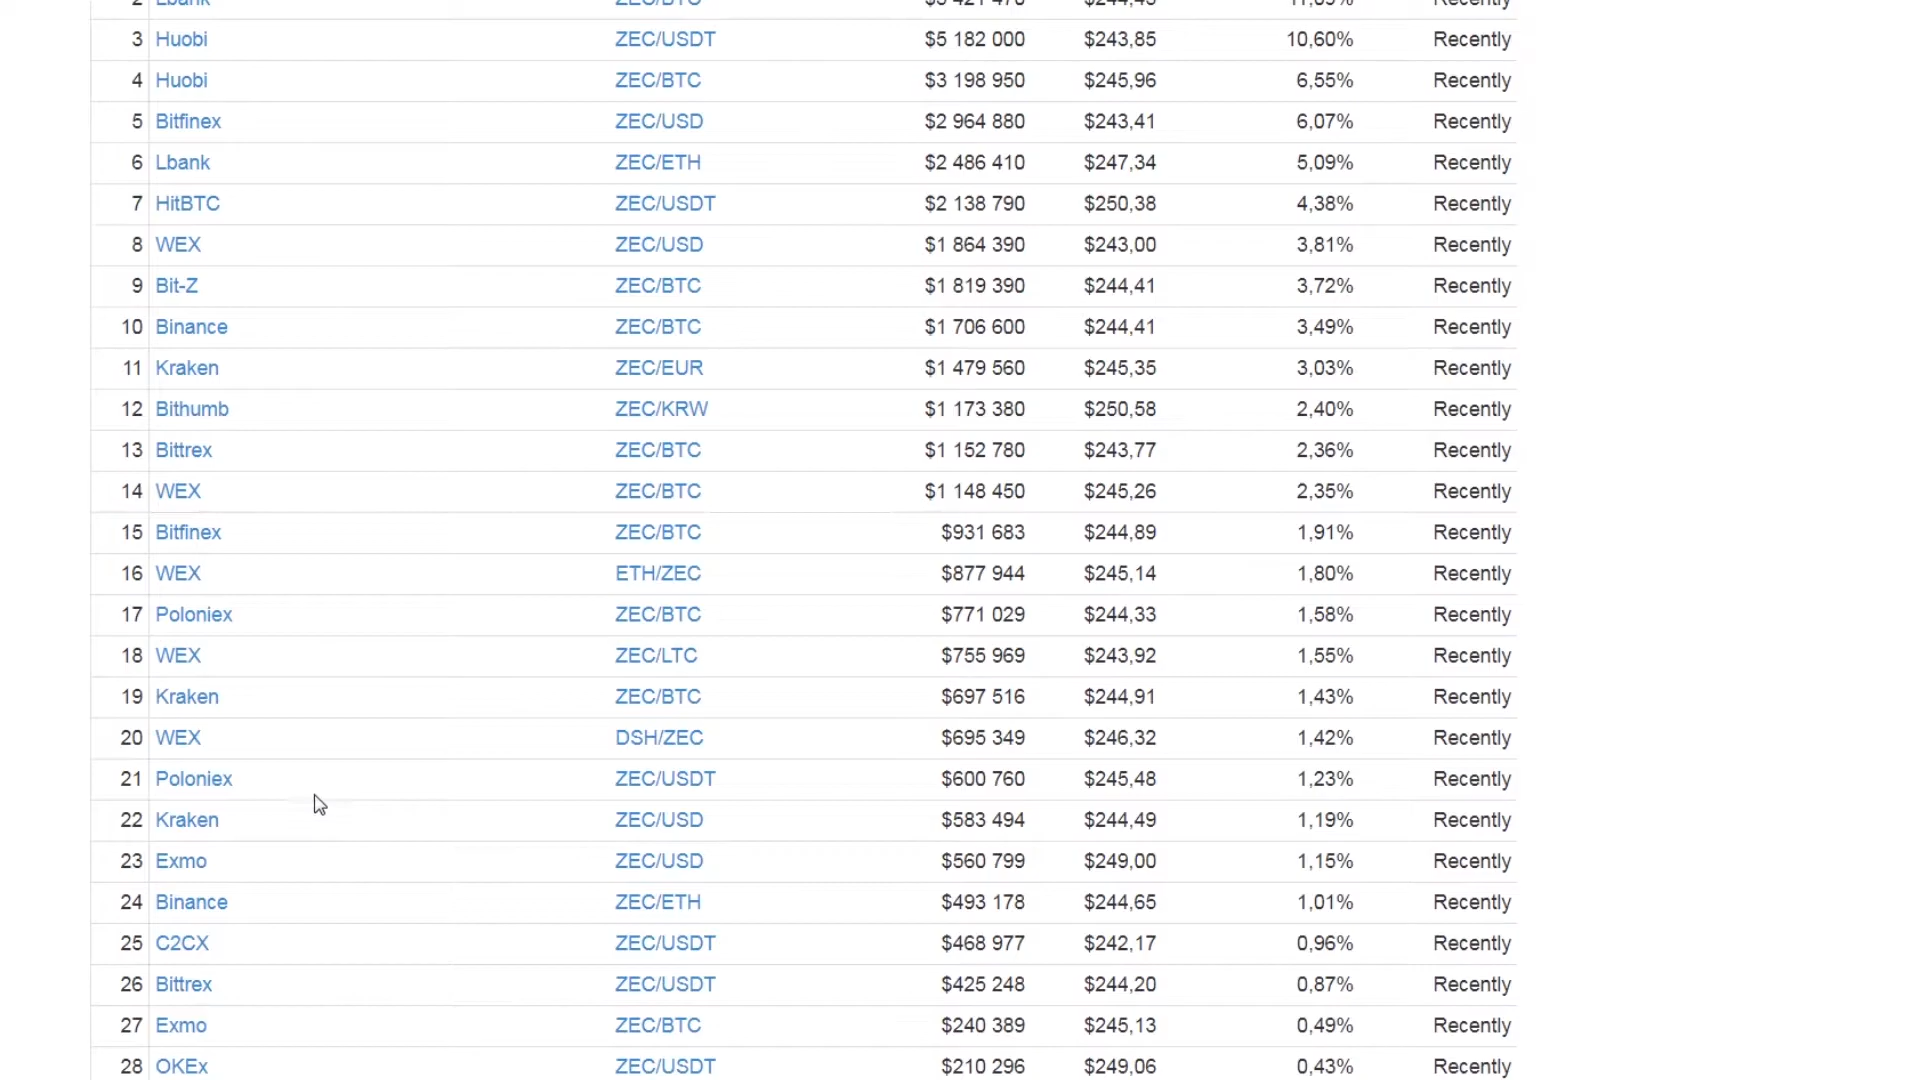 3 Huobi ZEC/USDT $5 182 000 $243,85 10,60% Recently
4 Huobi ZEC/BTC $3 198 950 $245,96 6,55% Recently
5 Bitfinex ZEC/USD $2 964 880 $243,41 6,07% Recently
6 Lbank ZEC/ETH $2 486 410 $247,34 5,09% Recently
7 HitBTC ZEC/USDT $2 138 790 $250,38 4,38% Recently
8 WEX ZEC/USD $1 864 390 $243,00 3,81% Recently
9 Bit-Z ZEC/BTC $1 819 390 $244,41 3,72% Recently
10 Binance ZEC/BTC $1 706 600 $244,41 3,49% Recently
11 Kraken ZEC/EUR $1 479 560 $245,35 3,03% Recently
12 Bithumb ZEC/KRW $1 173 380 $250,58 2,40% Recently
13 Bittrex ZEC/BTC $1 152 780 $243,77 2,36% Recently
14 WEX ZEC/BTC $1 148 450 $245,26 2,35% Recently
15 Bitfinex ZEC/BTC $931 683 $244,89 1,91% Recently
16 WEX ETH/ZEC $877 944 $245,14 1,80% Recently
17 Poloniex ZEC/BTC $771 029 $244,33 1,58% Recently
18 WEX ZEC/LTC $755 969 $243,92 1,55% Recently
19 Kraken ZEC/BTC $697 516 $244,91 1,43% Recently
20 WEX DSH/ZEC $695 349 $246,32 1,42% Recently
21 Poloniex ZEC/USDT $600 760 $245,48 1,23% Recently
22 Kraken ZEC/USD $583 494 $244,49 1,19% Recently
23 Exmo ZEC/USD $560 799 $249,00 1,15% Recently
24 Binance ZEC/ETH $493 178 $244,65 1,01% Recently
25 C2CX ZEC/USDT $468 977 $242,17 0,96% Recently
26 Bittrex ZEC/USDT $425 248 $244,20 0,87% Recently
27 Exmo ZEC/BTC $240 389 $245,13 0,49% Recently
28 OKEx ZEC/USDT $210 296 $249,06 0,43% Recently